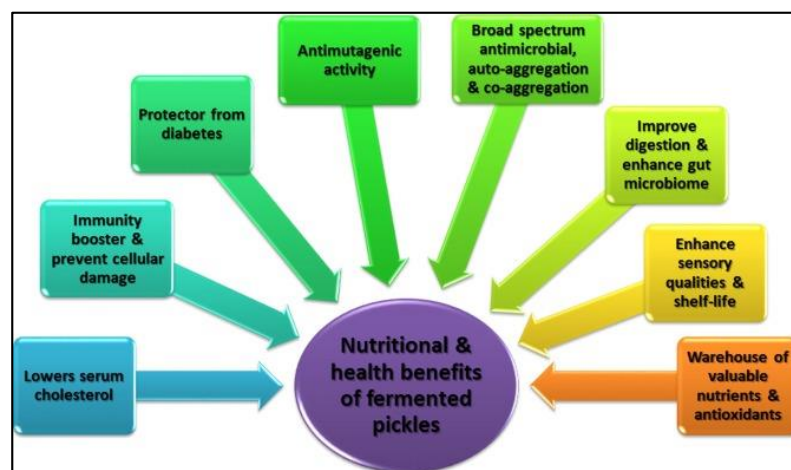 Broad spectrum
antimicrobial,
auto-aggregation
& co-aggregation
Antimutagenic
activity
Protector from
diabetes
Improve
digestion &
enhance gut
microbiome
Immunity
booster &
prevent cellular
damage
Enhance
sensory
qualities &
shelf-life
Lowers serum
cholesterol
Nutritional &
health benefits
of fermented
pickles
Warehouse of
valuable
nutrients &
antioxidants